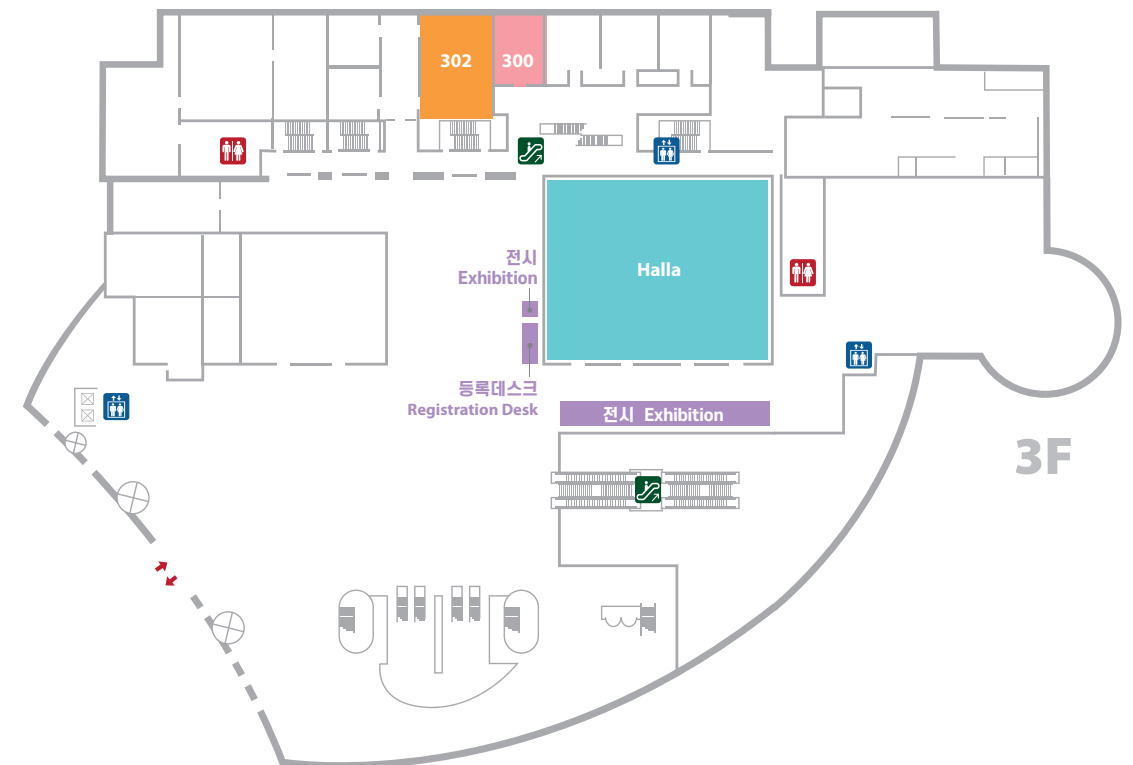 302
300
전시
Exhibition
Halla
등록데스크
Registration Desk
전시 Exhibition
3F